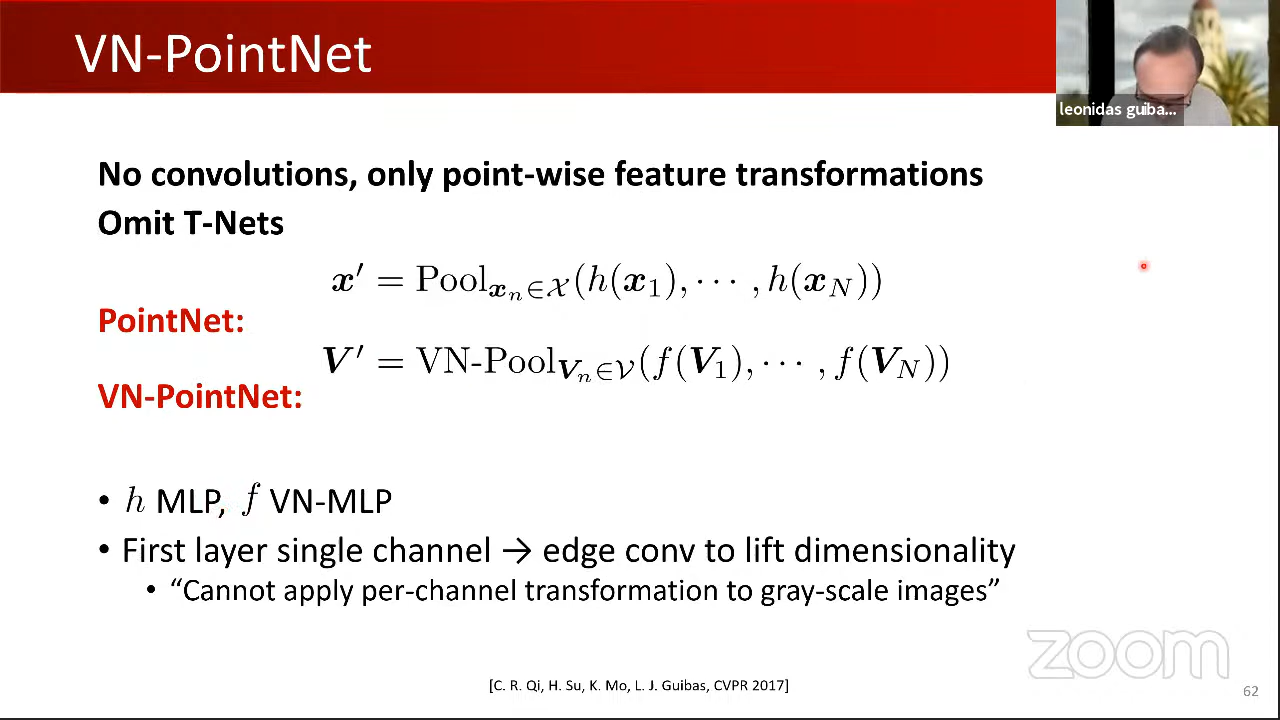 VN-PointNet
leonidas guiba...
No convolutions, only point-wise feature transformations
Omit T-Nets
x′ = Pool_{x_n∈𝒳}(h(x_1), ⋯ , h(x_N))
PointNet:
V′ = VN-Pool_{V_n∈𝒱}(f(V_1), ⋯ , f(V_N))
VN-PointNet:
• h MLP, f VN-MLP
• First layer single channel → edge conv to lift dimensionality
• “Cannot apply per-channel transformation to gray-scale images”
zoom
[C. R. Qi, H. Su, K. Mo, L. J. Guibas, CVPR 2017]
62